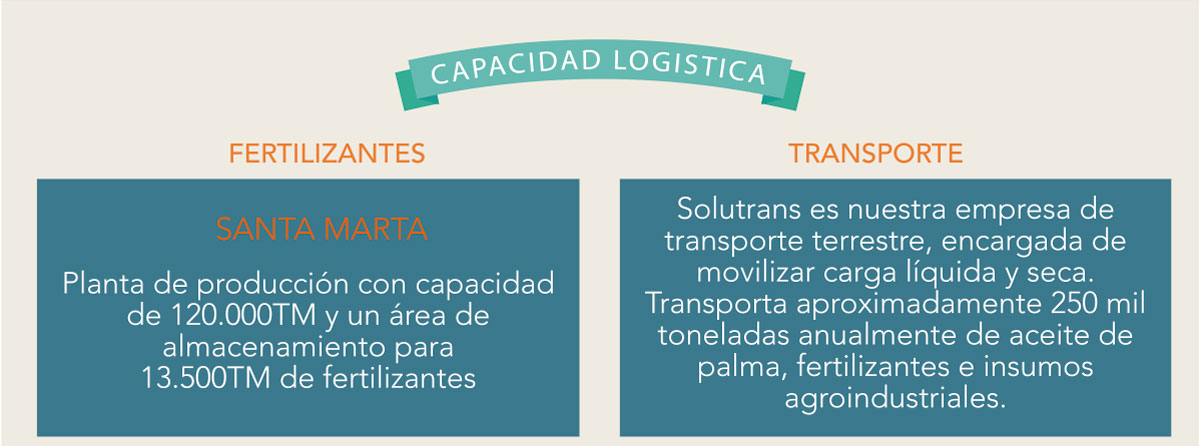 CAPACIDAD LOGISTICA
FERTILIZANTES
SANTA MARTA
Planta de producción con capacidad
de 120.000TM y un área de
almacenamiento para
13.500TM de fertilizantes
TRANSPORTE
Solutrans es nuestra empresa de
transporte terrestre, encargada de
movilizar carga líquida y seca.
Transporta aproximadamente 250 mil
toneladas anualmente de aceite de
palma, fertilizantes e insumos
agroindustriales.